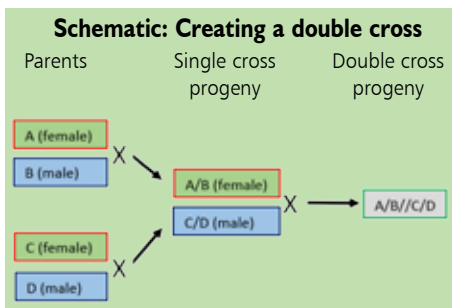 Schematic: Creating a double cross
Parents Single cross Double cross
progeny progeny
A (female)
X
B (male)
A/B (female)
X
C/D (male)
A/B//C/D
C (female)
X
D (male)